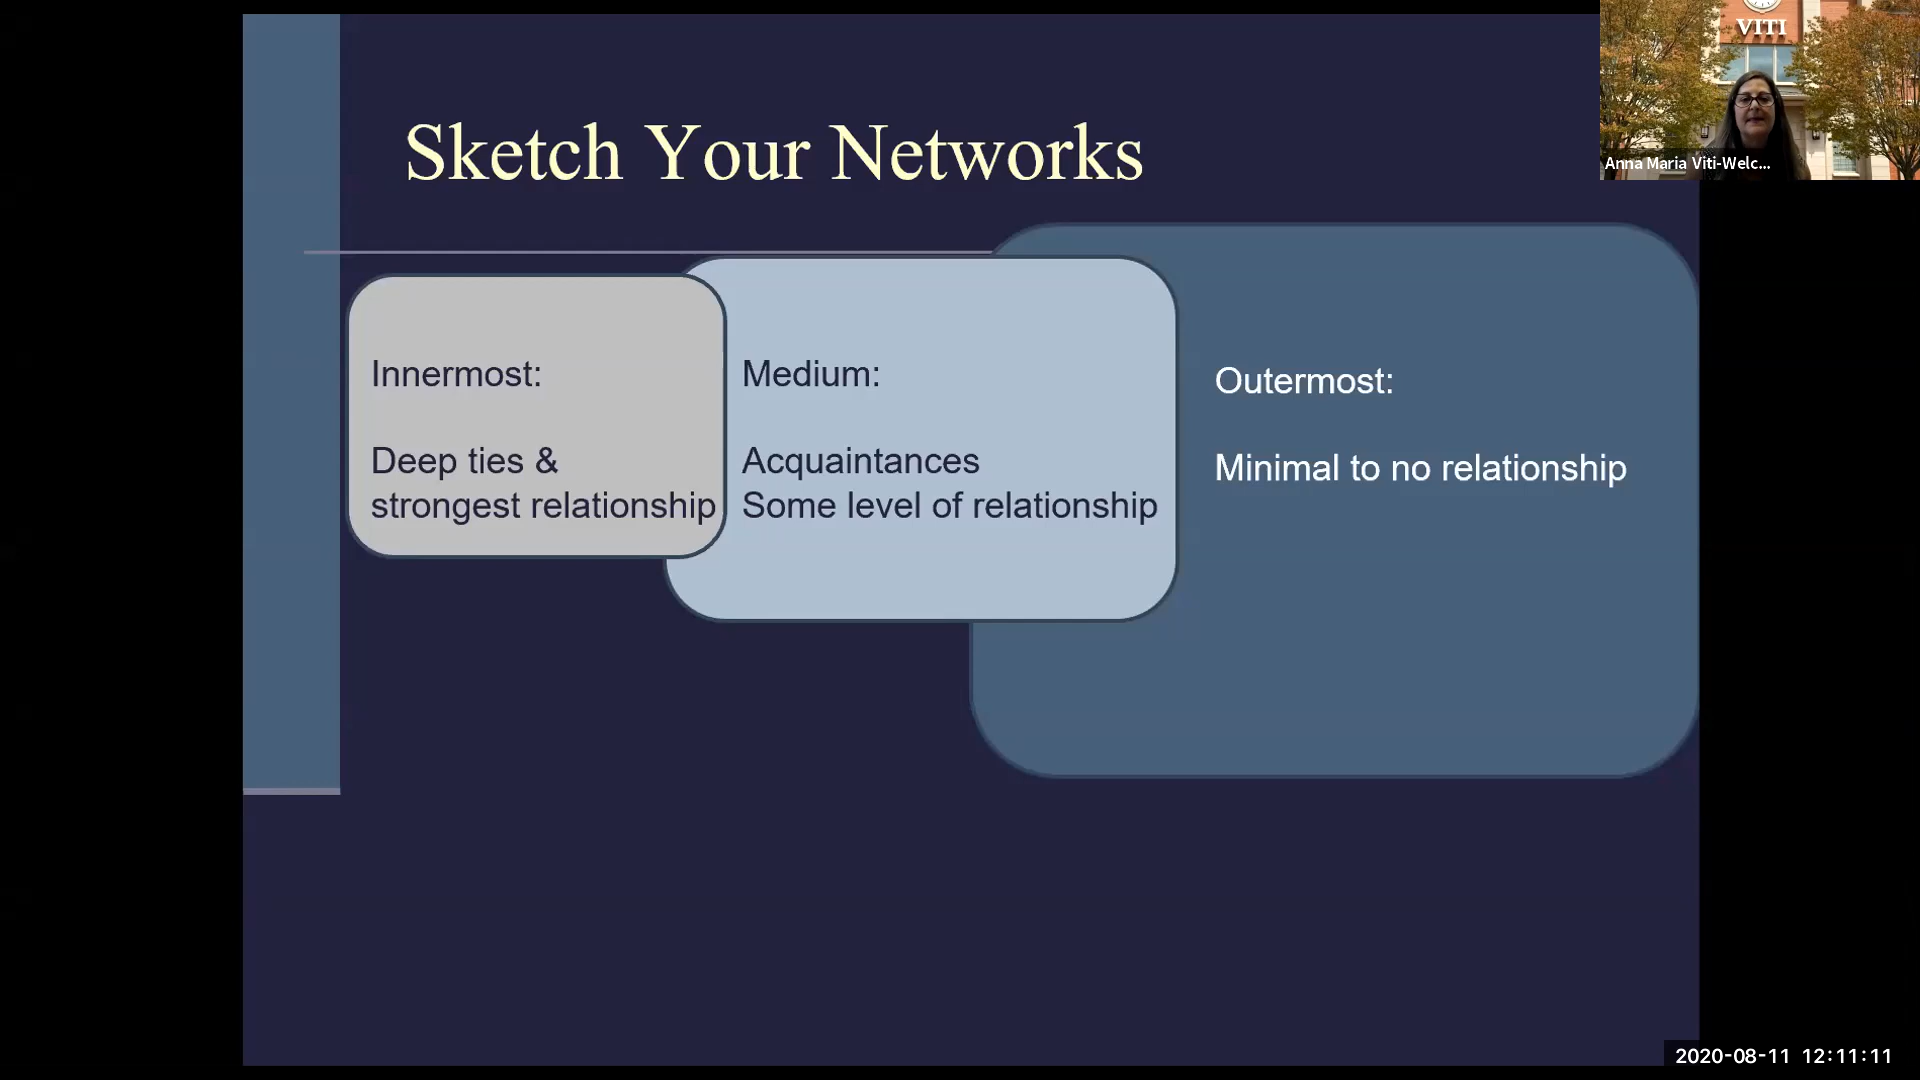 Sketch Your Networks
VITI
Anna Maria Viti-Welc...
Innermost:
Deep ties &
strongest relationship
Medium:
Acquaintances
Some level of relationship
Outermost:
Minimal to no relationship
2020-08-11 12:11:11